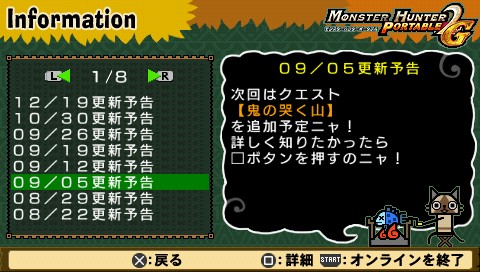 Information
MONSTER HUNTER
PORTABLE 2nd G
L 1/8 R
12/19更新予告
10/30更新予告
09/26更新予告
09/19更新予告
09/12更新予告
09/05更新予告
08/29更新予告
08/22更新予告
09/05更新予告
次回はクエスト
【鬼の哭く山】
を追加予定ニャ!
詳しく知りたかったら
□ボタンを押すのニャ!
×:戻る
□:詳細 START:オンラインを終了